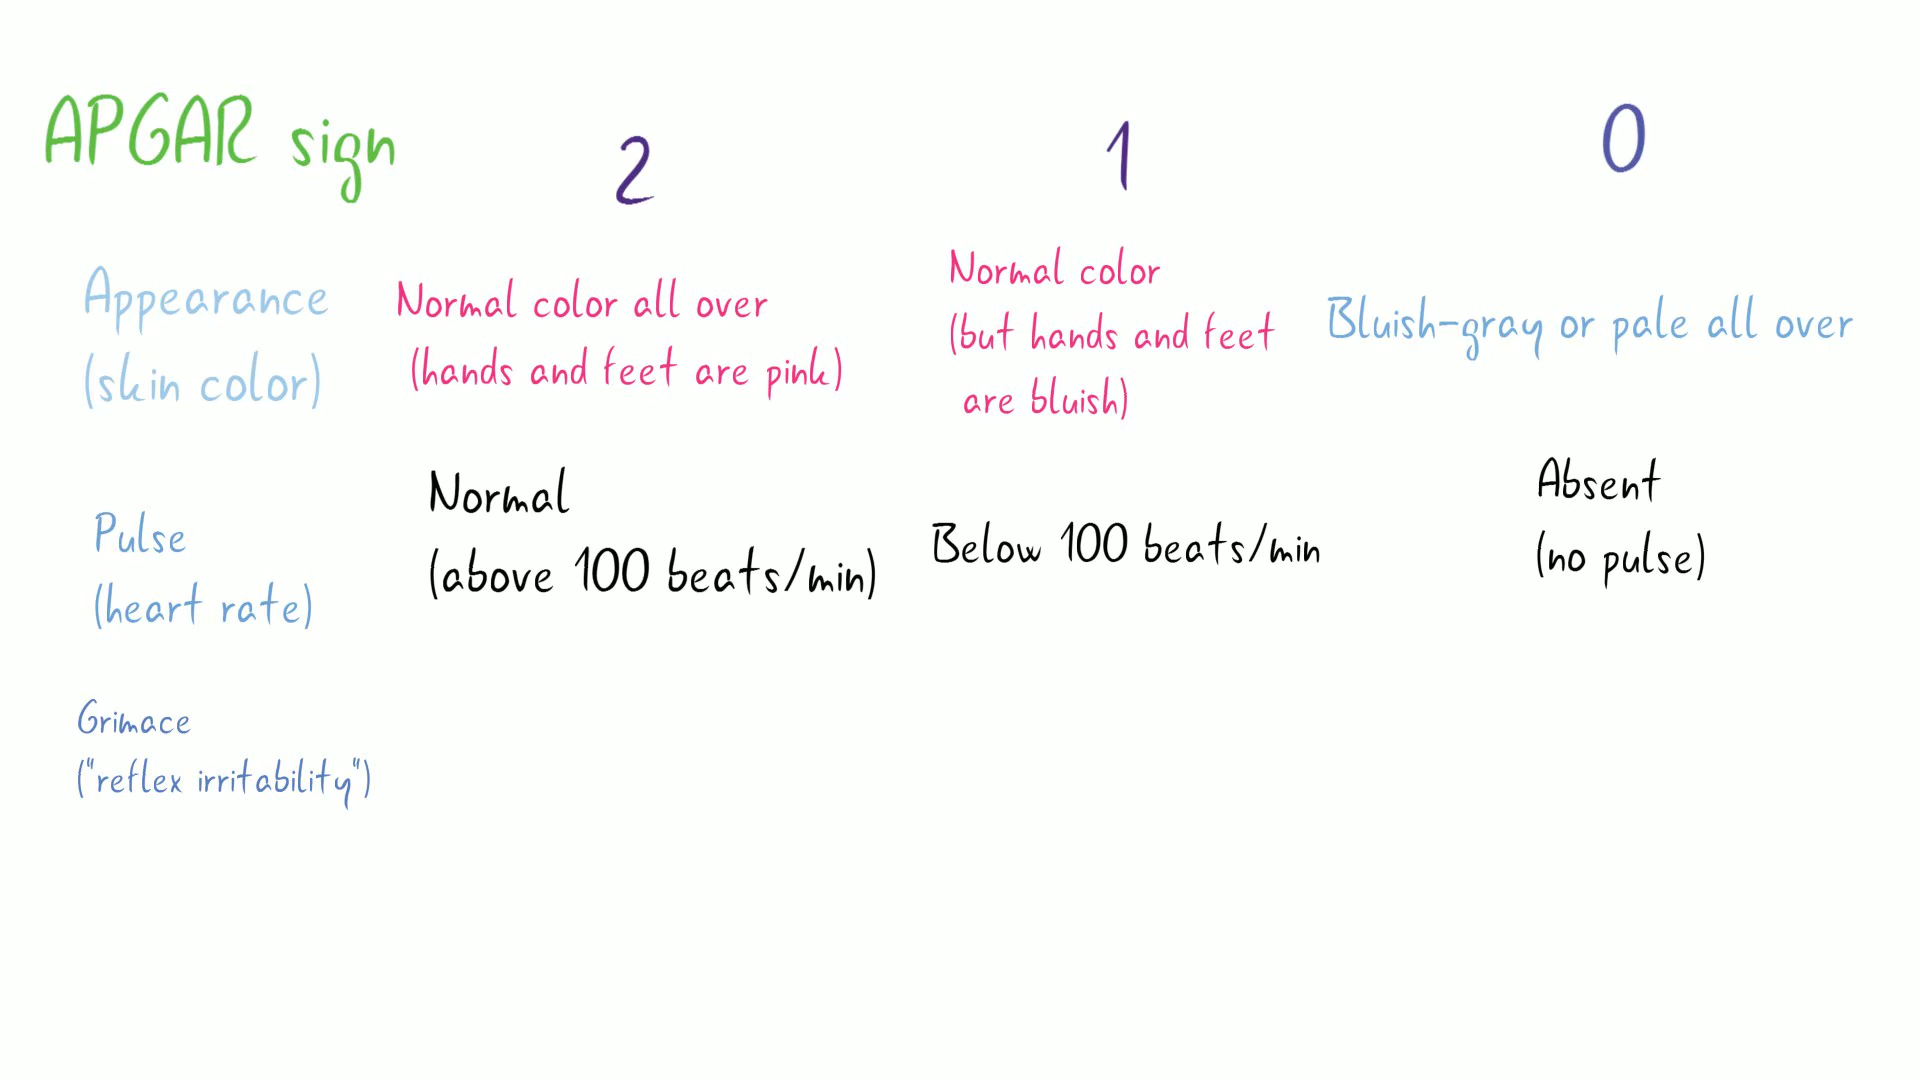 APGAR sign 2 1 0
Appearance
(skin color)
Normal color all over
(hands and feet are pink)
Normal color
(but hands and feet
are bluish)
Bluish-gray or pale all over
Pulse
(heart rate)
Normal
(above 100 beats/min)
Below 100 beats/min
Absent
(no pulse)
Grimace
("reflex irritability")